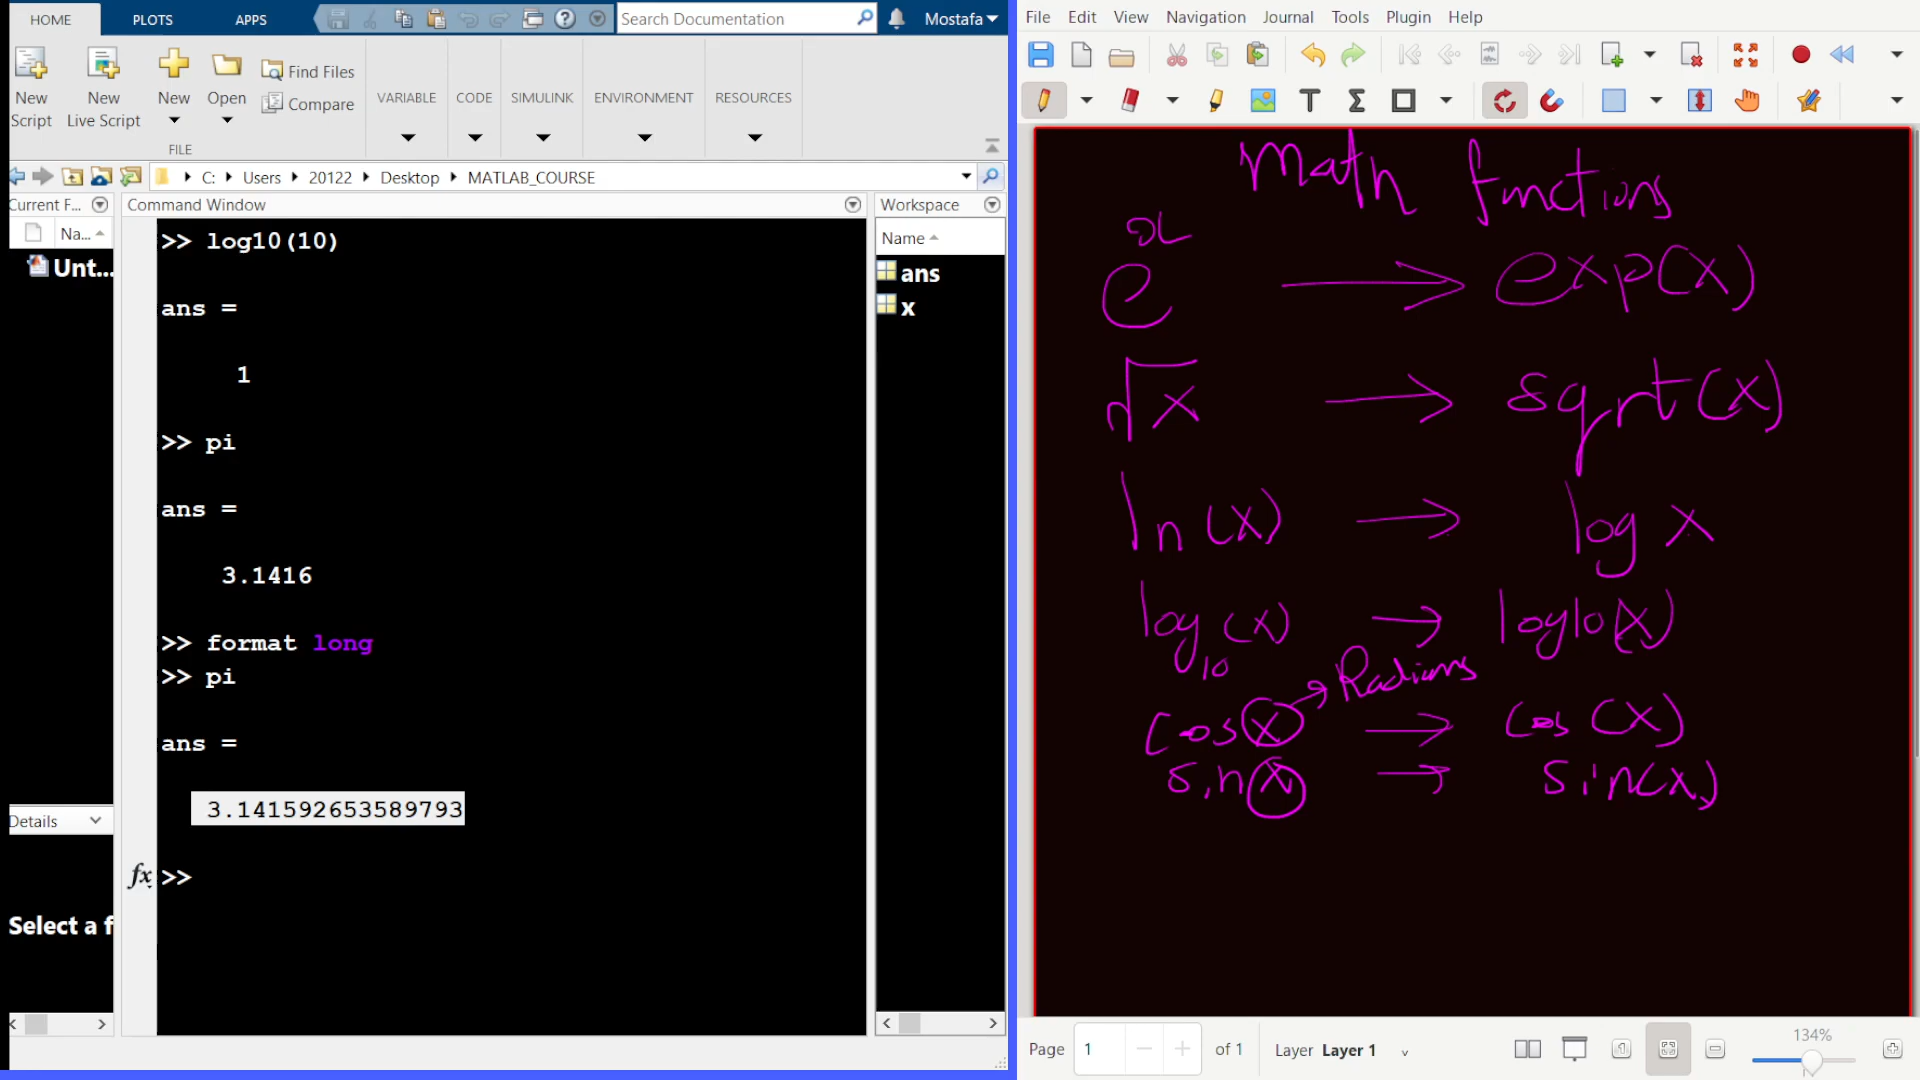 HOME PLOTS APPS Search Documentation Mostafa
New Script New Live Script New Open Find Files Compare VARIABLE CODE SIMULINK ENVIRONMENT RESOURCES
FILE
C: Users 20122 Desktop MATLAB_COURSE
Current F... Command Window Workspace
Na... Name
Unt...
ans
x
>> log10(10)
ans =
1
>> pi
ans =
3.1416
>> format long
>> pi
ans =
3.141592653589793
fx >>
Details
Select a f
File Edit View Navigation Journal Tools Plugin Help
Math functions
e^x → exp(x)
√x → sqrt(x)
ln(x) → log x
log10(x) → log10(x)
Radians
cos x → cos(x)
sin x → sin(x)
Page 1 of 1 Layer Layer 1 134%